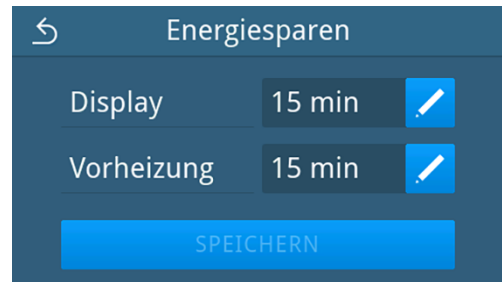 Energiesparen
Display 15 min
Vorheizung 15 min
SPEICHERN